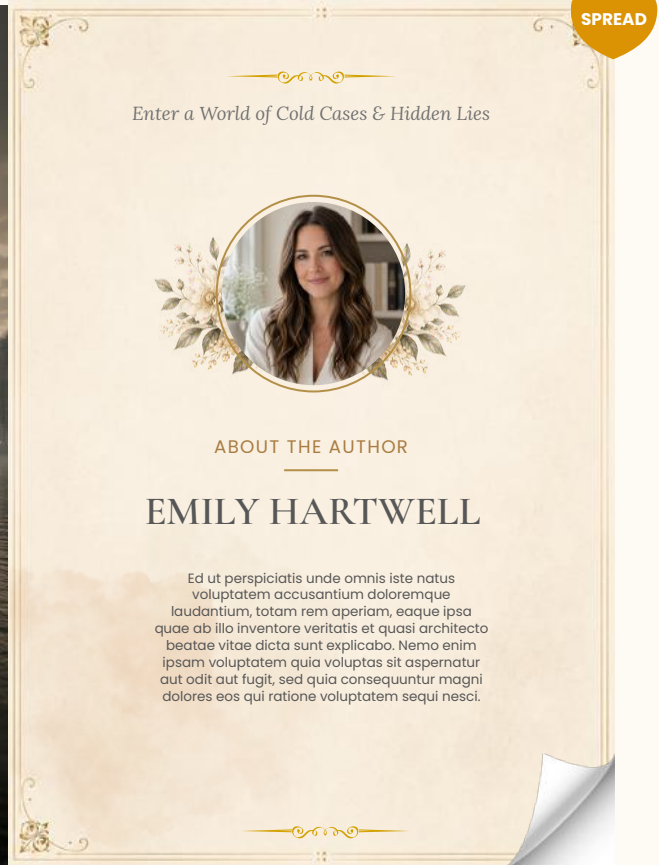 SPREAD
Enter a World of Cold Cases & Hidden Lies
ABOUT THE AUTHOR
EMILY HARTWELL
Ed ut perspiciatis unde omnis iste natus
voluptatem accusantium doloremque
laudantium, totam rem aperiam, eaque ipsa
quae ab illo inventore veritatis et quasi architecto
beatae vitae dicta sunt explicabo. Nemo enim
ipsam voluptatem quia voluptas sit aspernatur
aut odit aut fugit, sed quia consequuntur magni
dolores eos qui ratione voluptatem sequi nesci.